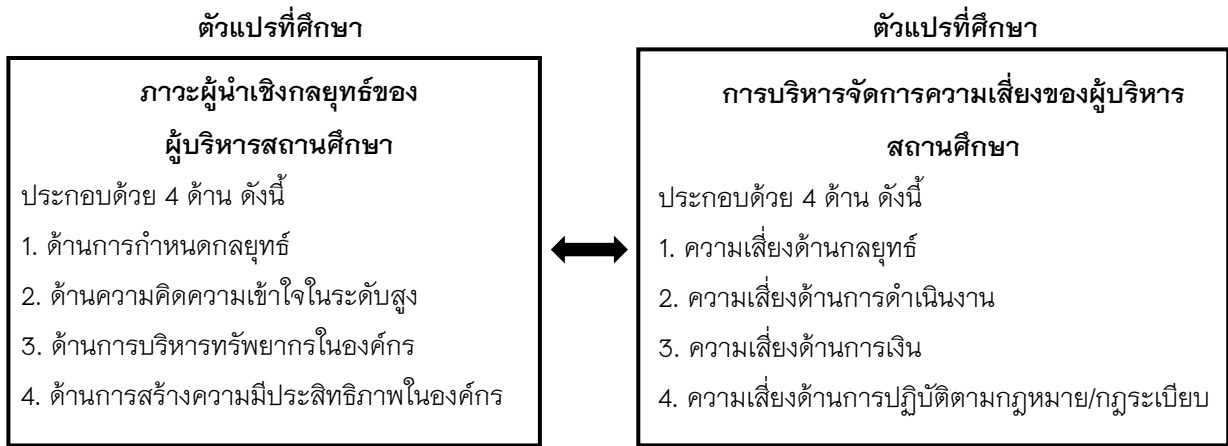 ตัวแปรที่ศึกษา
ภาวะผู้นำเชิงกลยุทธ์ของ
ผู้บริหารสถานศึกษา
ประกอบด้วย 4 ด้าน ดังนี้
1. ด้านการกำหนดกลยุทธ์
2. ด้านความคิดความเข้าใจในระดับสูง
3. ด้านการบริหารทรัพยากรในองค์กร
4. ด้านการสร้างความมีประสิทธิภาพในองค์กร
ตัวแปรที่ศึกษา
การบริหารจัดการความเสี่ยงของผู้บริหาร
สถานศึกษา
ประกอบด้วย 4 ด้าน ดังนี้
1. ความเสี่ยงด้านกลยุทธ์
2. ความเสี่ยงด้านการดำเนินงาน
3. ความเสี่ยงด้านการเงิน
4. ความเสี่ยงด้านการปฏิบัติตามกฎหมาย/กฎระเบียบ